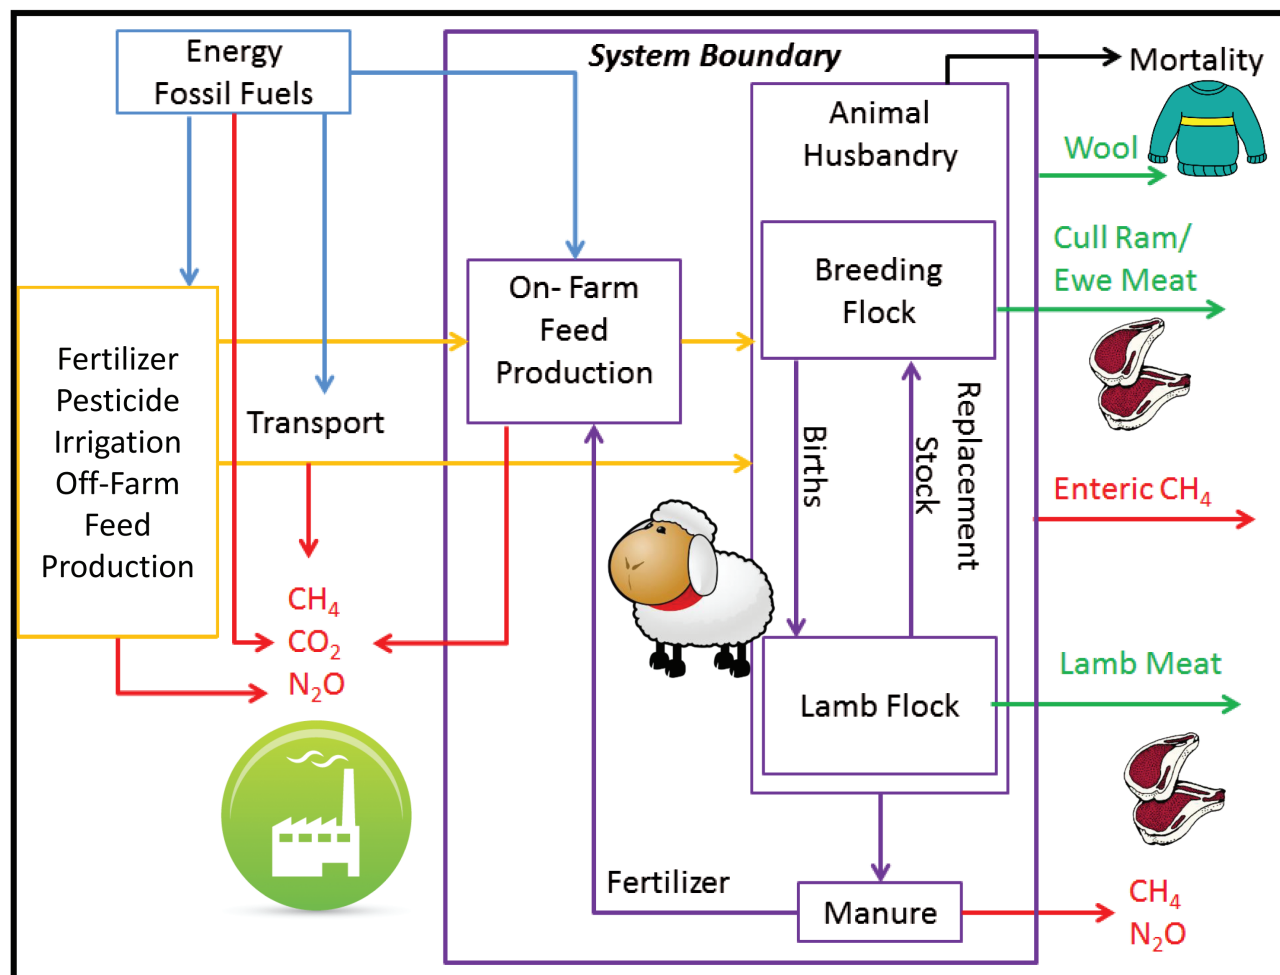 Energy
Fossil Fuels
System Boundary
Mortality
Animal
Husbandry
Wool
Cull Ram/
Ewe Meat
Breeding
Flock
On- Farm
Feed
Production
Fertilizer
Pesticide
Irrigation
Off-Farm
Feed
Production
Transport
Births
Replacement
Stock
Enteric CH₄
CH₄
CO₂
N₂O
Lamb Meat
Lamb Flock
Fertilizer
Manure
CH₄
N₂O